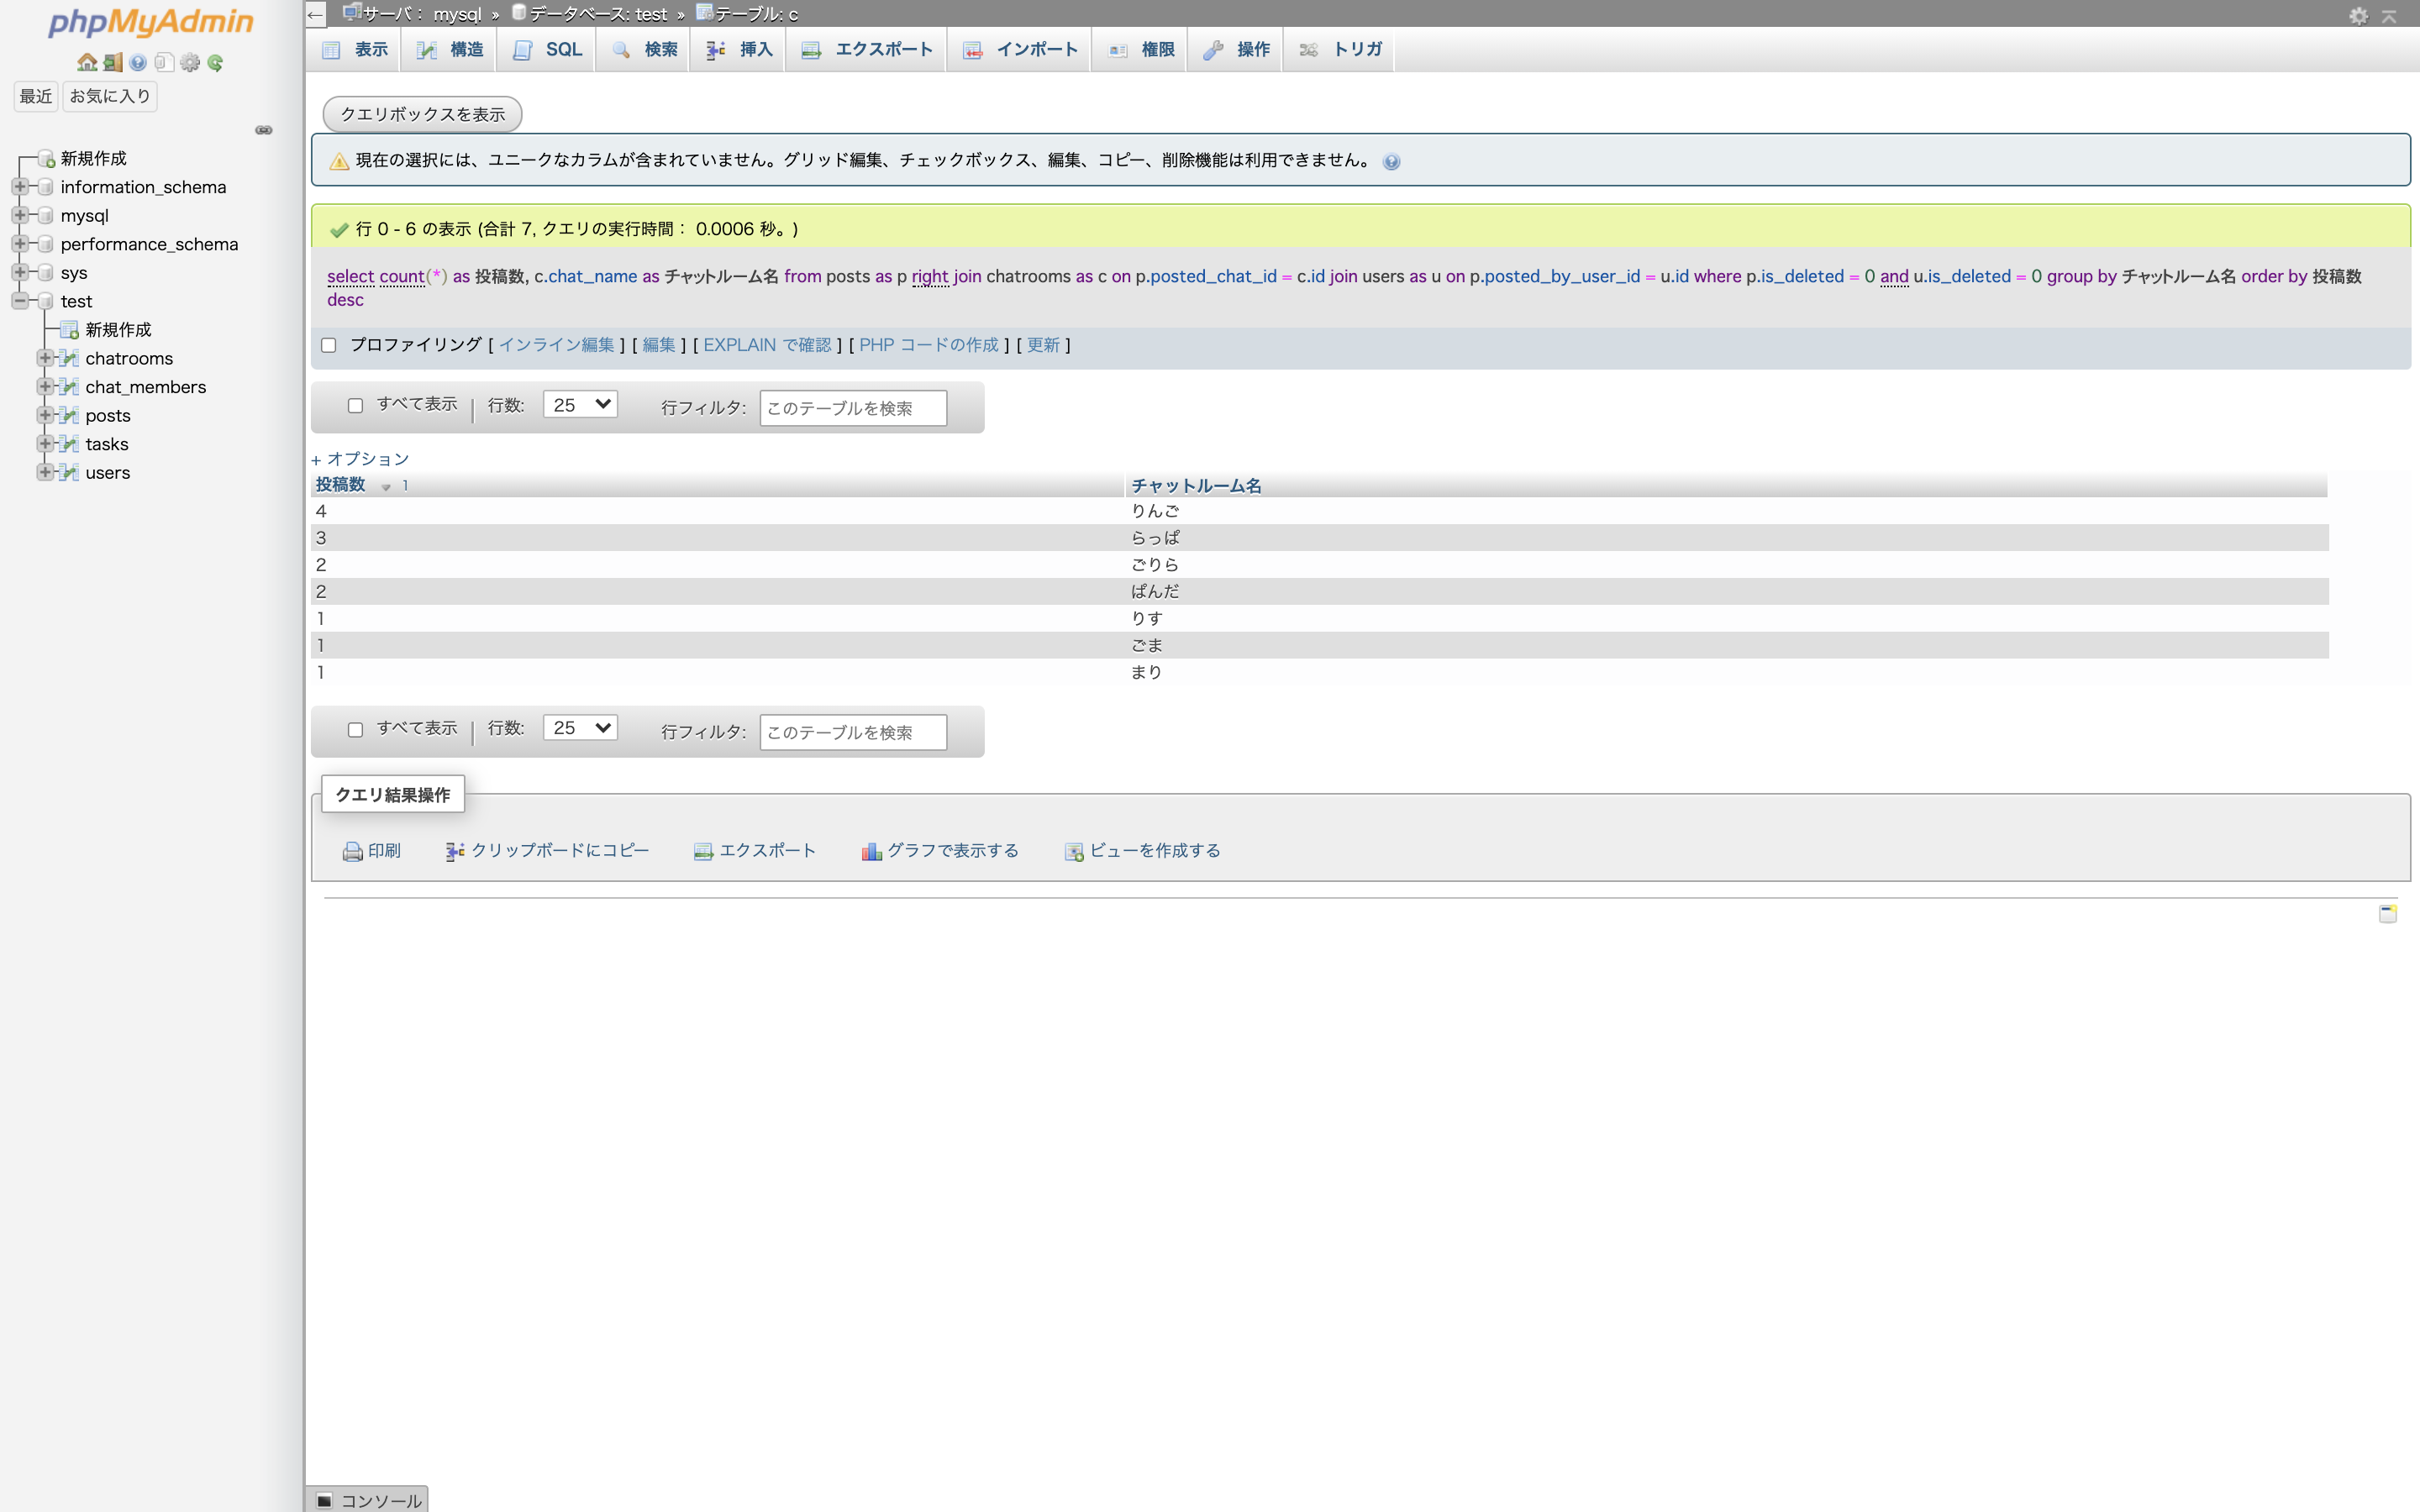 phpMyAdmin
最近 お気に入り
新規作成
information_schema
mysql
performance_schema
sys
test
新規作成
chatrooms
chat_members
posts
tasks
users
サーバ： mysql » データベース: test » テーブル: c
表示 構造 SQL 検索 挿入 エクスポート インポート 権限 操作 トリガ
クエリボックスを表示
現在の選択には、ユニークなカラムが含まれていません。グリッド編集、チェックボックス、編集、コピー、削除機能は利用できません。
行 0 - 6 の表示 (合計 7, クエリの実行時間： 0.0006 秒。)
select count(*) as 投稿数, c.chat_name as チャットルーム名 from posts as p right join chatrooms as c on p.posted_chat_id = c.id join users as u on p.posted_by_user_id = u.id where p.is_deleted = 0 and u.is_deleted = 0 group by チャットルーム名 order by 投稿数
desc
プロファイリング [ インライン編集 ] [ 編集 ] [ EXPLAIN で確認 ] [ PHP コードの作成 ] [ 更新 ]
すべて表示 | 行数: 25 行フィルタ: このテーブルを検索
+ オプション
投稿数 1 チャットルーム名
4 りんご
3 らっぱ
2 ごりら
2 ぱんだ
1 りす
1 ごま
1 まり
すべて表示 | 行数: 25 行フィルタ: このテーブルを検索
クエリ結果操作
印刷 クリップボードにコピー エクスポート グラフで表示する ビューを作成する
コンソール